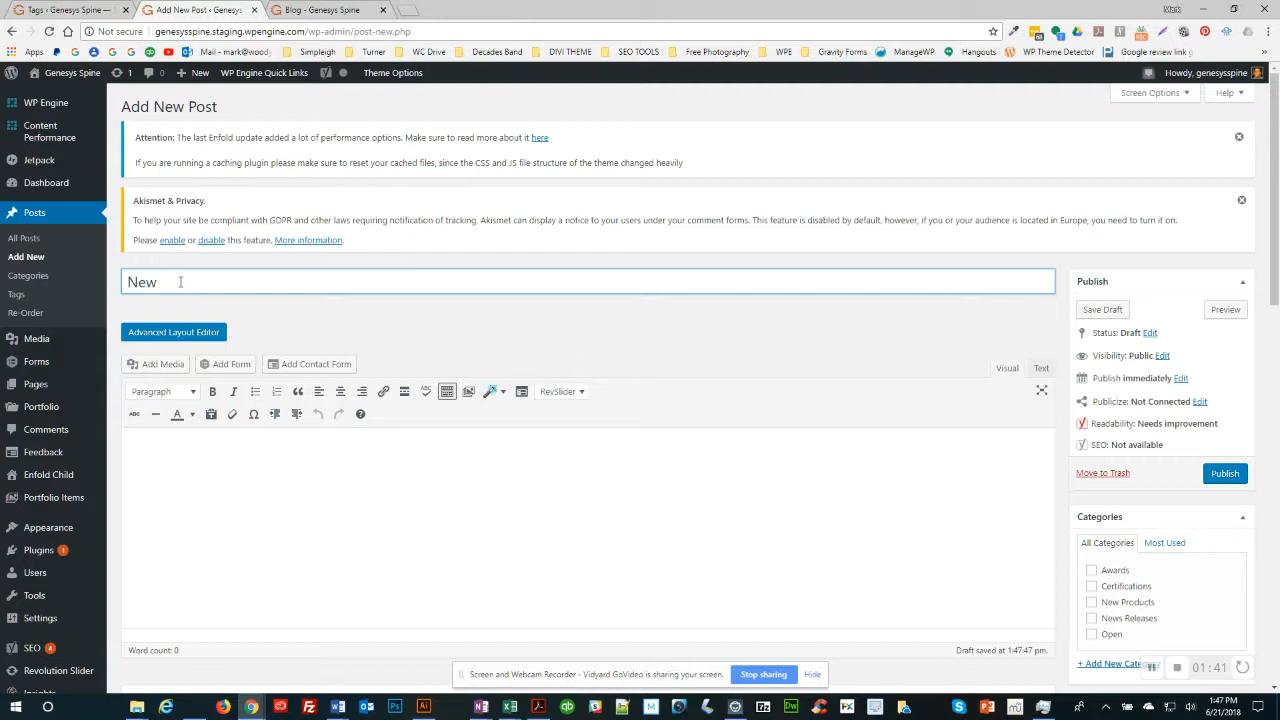 Tags ‹ Genesys Spine — Add New Post ‹ Genesys Blog - Genesys Spine
Not secure genesysspine.staging.wpengine.com/wp-admin/post-new.php
Apps Mail - mark@woody Simpleigh Turner WC Drive Decades Band DIVI THEME SEO TOOLS Free Photography WPE Gravity Forms ManageWP Hangouts WP Theme Detector Google review link g
Genesys Spine 1 0 New WP Engine Quick Links Theme Options Howdy, genesysspine
WP Engine
Content
Performance
Jetpack
Dashboard
Posts
All Posts
Add New
Categories
Tags
Re-Order
Media
Forms
Pages
Portfolio
Comments
Feedback
Enfold Child
Portfolio Items
Appearance
Plugins 1
Users
Tools
Settings
SEO 4
Revolution Slider
Insights
Add New Post
Screen Options Help
Attention: The last Enfold update added a lot of performance options. Make sure to read more about it here
If you are running a caching plugin please make sure to reset your cached files, since the CSS and JS file structure of the theme changed heavily
Akismet & Privacy.
To help your site be compliant with GDPR and other laws requiring notification of tracking, Akismet can display a notice to your users under your comment forms. This feature is disabled by default, however, if you or your audience is located in Europe, you need to turn it on.
Please enable or disable this feature. More information.
New
Advanced Layout Editor
Add Media Add Form Add Contact Form
Visual Text
Paragraph RevSlider
Word count: 0 Draft saved at 1:47:47 pm.
Publish
Save Draft Preview
Status: Draft Edit
Visibility: Public Edit
Publish immediately Edit
Publicize: Not Connected Edit
Readability: Needs improvement
SEO: Not available
Move to Trash Publish
Categories
All Categories Most Used
Awards
Certifications
New Products
News Releases
Open
+ Add New Categ
01:41
Screen and Webcam Recorder - Vidyard GoVideo is sharing your screen. Stop sharing Hide
1:47 PM
6/21/2018